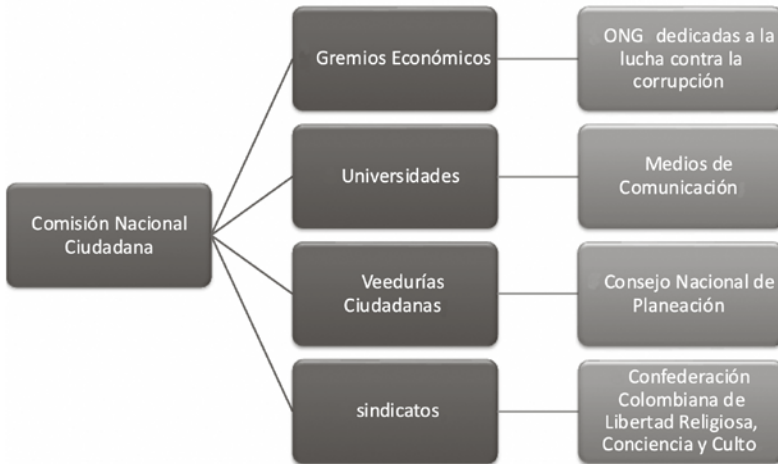 Comisión Nacional
Ciudadana
Gremios Económicos
ONG dedicadas a la
lucha contra la
corrupción
Universidades
Medios de
Comunicación
Veedurías
Ciudadanas
Consejo Nacional de
Planeación
sindicatos
Confederación
Colombiana de
Libertad Religiosa,
Conciencia y Culto